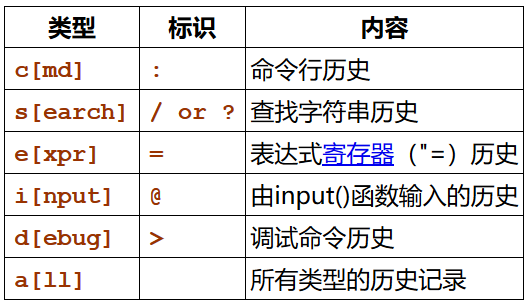 类型 标识 内容
c[md] : 命令行历史
s[earch] / or ? 查找字符串历史
e[xpr] = 表达式寄存器（"=）历史
i[nput] @ 由input()函数输入的历史
d[ebug] > 调试命令历史
a[ll] 所有类型的历史记录